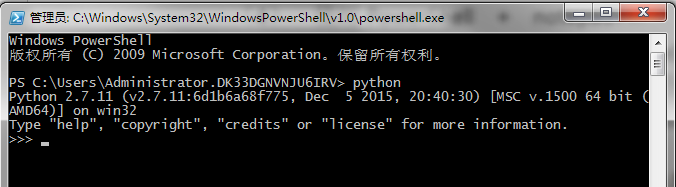 管理员: C:\Windows\System32\WindowsPowerShell\v1.0\powershell.exe
Windows PowerShell
版权所有 (C) 2009 Microsoft Corporation。保留所有权利。
PS C:\Users\Administrator.DK33DGNVNJU6IRV> python
Python 2.7.11 (v2.7.11:6d1b6a68f775, Dec  5 2015, 20:40:30) [MSC v.1500 64 bit (
AMD64)] on win32
Type "help", "copyright", "credits" or "license" for more information.
>>>